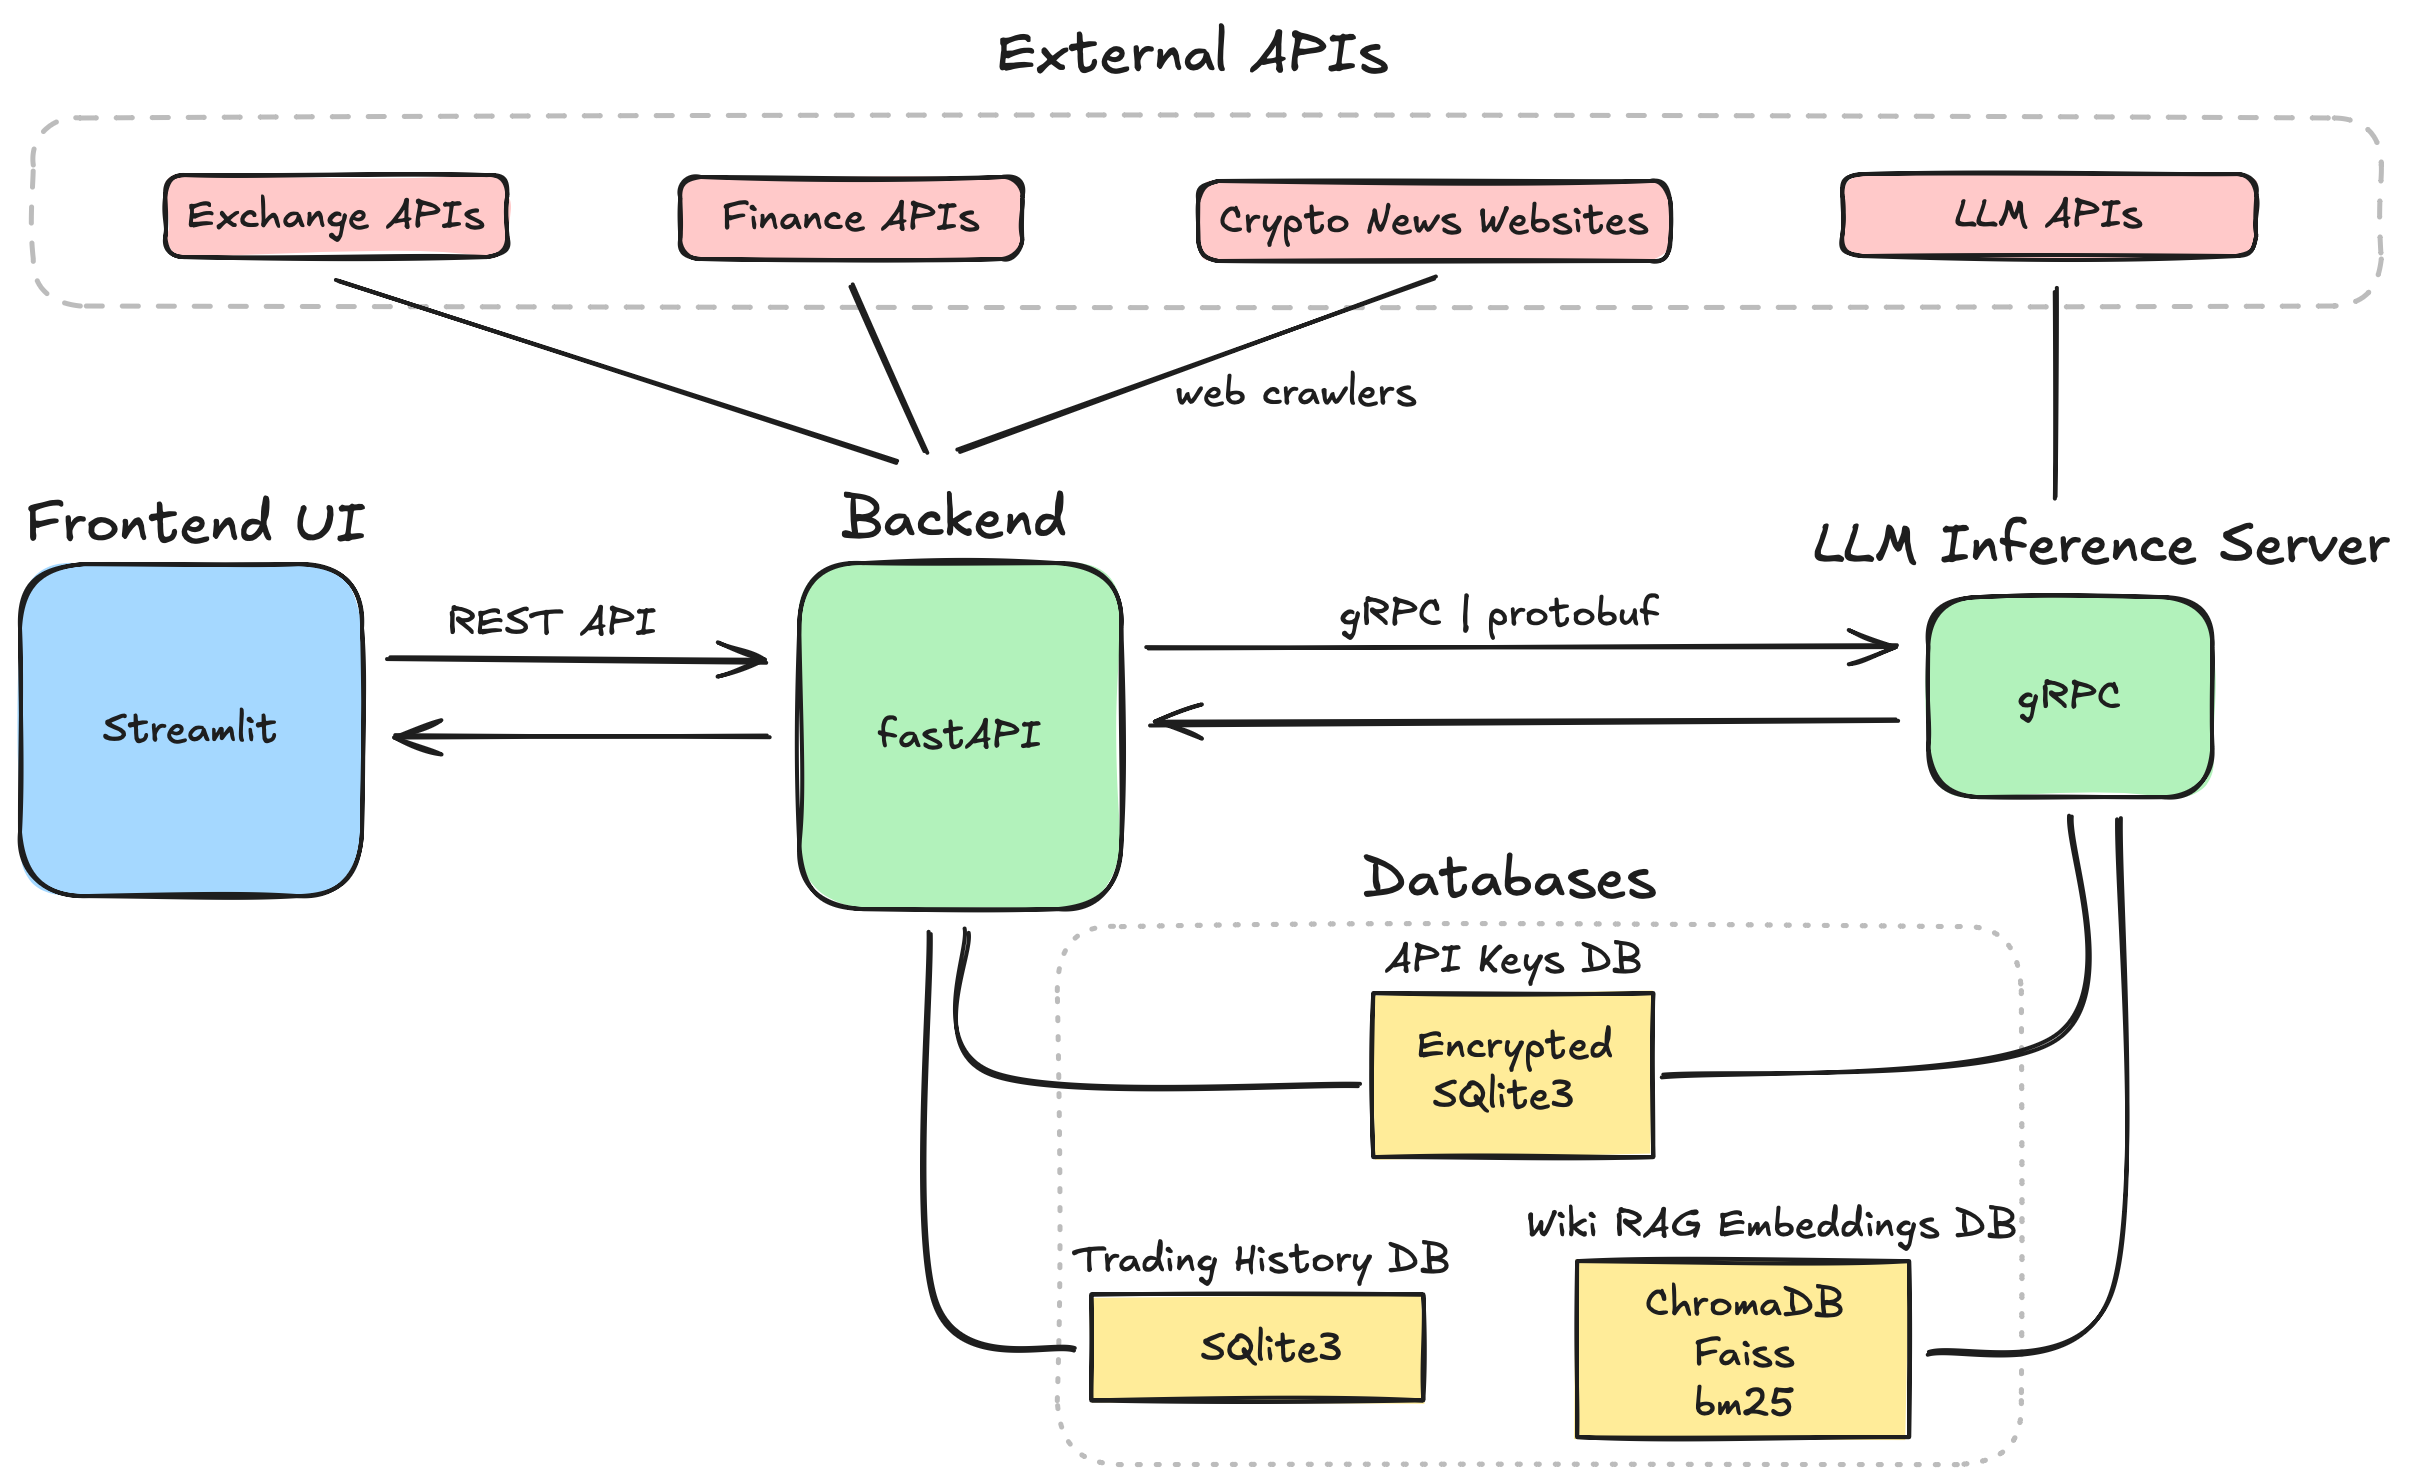 External APIs
Exchange APIs
Finance APIs
Crypto News Websites
LLM APIs
web crawlers
Frontend UI
Backend
LLM Inference Server
REST API
gRPC | protobuf
Streamlit
fastAPI
gRPC
Databases
API Keys DB
Encrypted
SQlite3
Trading History DB
SQlite3
Wiki RAG Embeddings DB
ChromaDB
Faiss
bm25